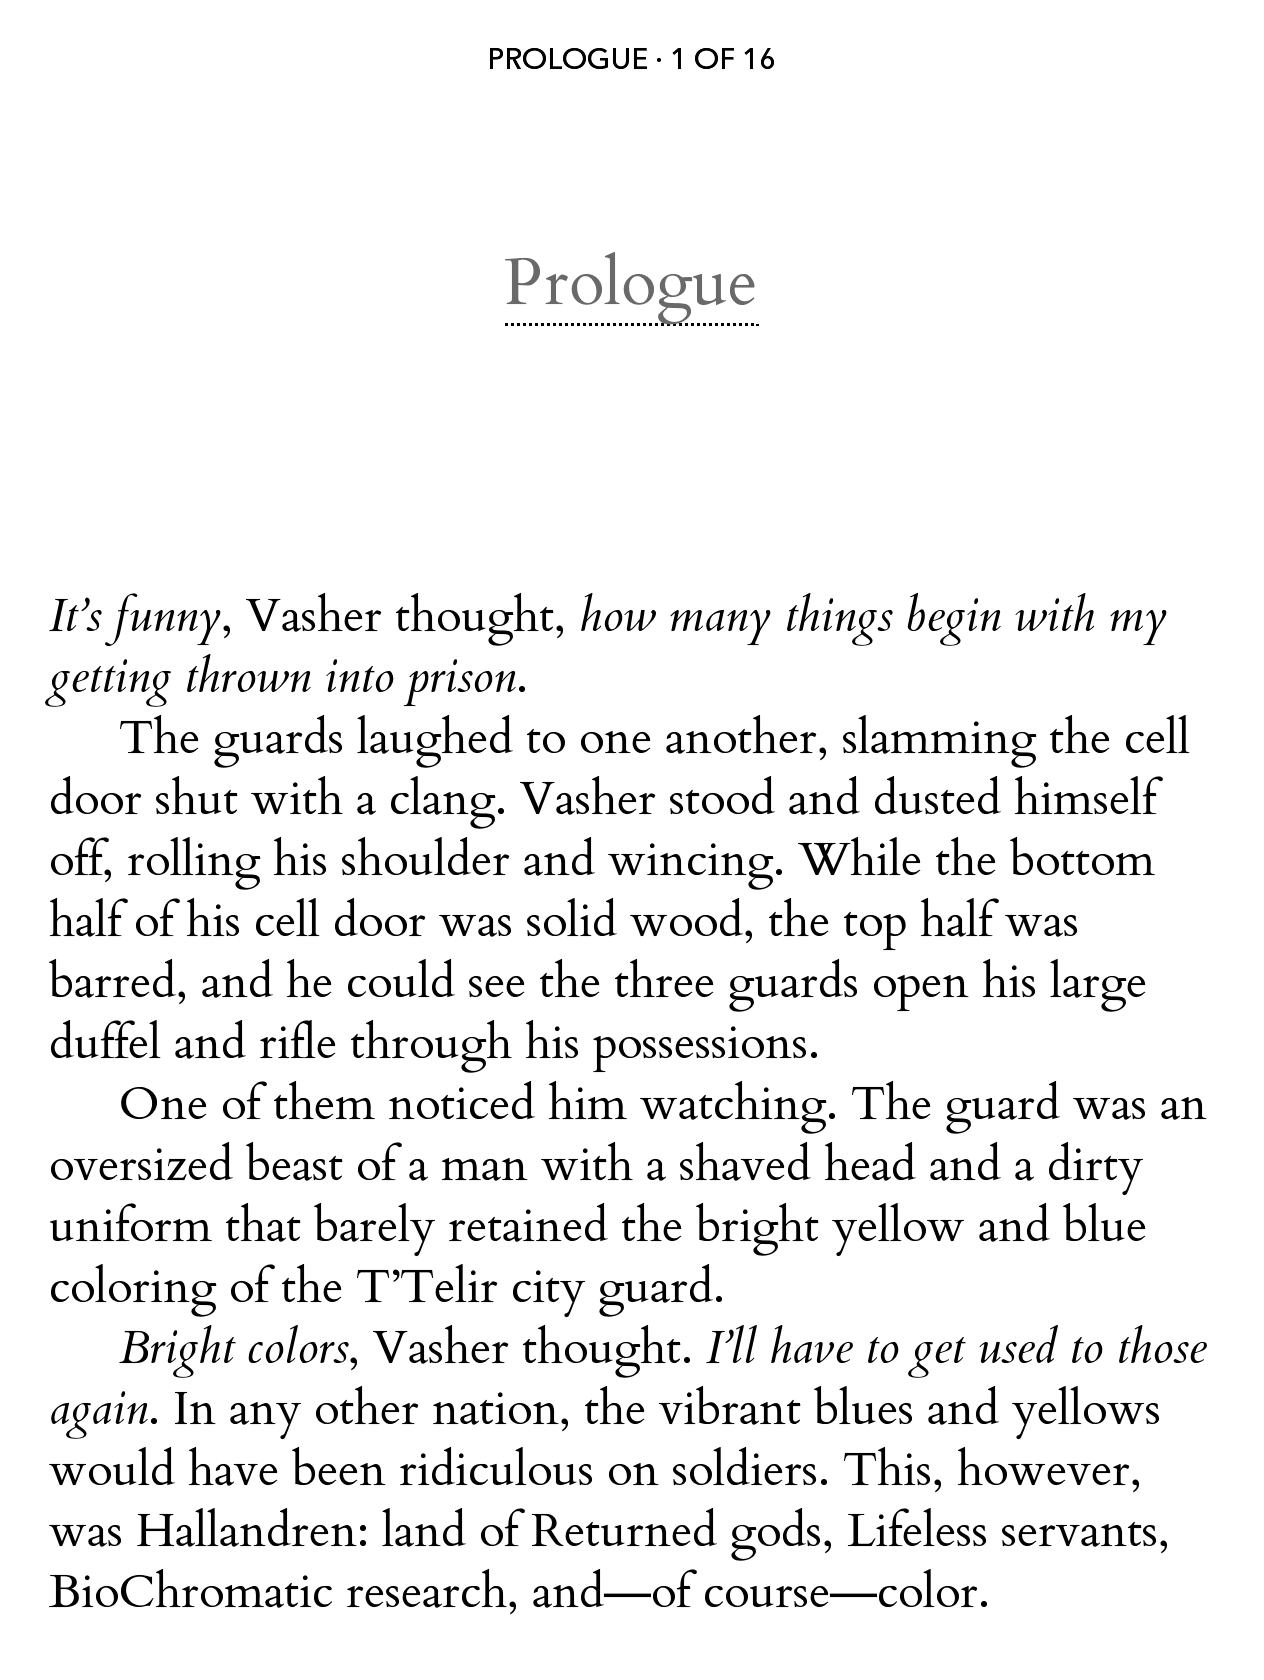 PROLOGUE · 1 OF 16
Prologue
It’s funny, Vasher thought, how many things begin with my
getting thrown into prison.
The guards laughed to one another, slamming the cell
door shut with a clang. Vasher stood and dusted himself
off, rolling his shoulder and wincing. While the bottom
half of his cell door was solid wood, the top half was
barred, and he could see the three guards open his large
duffel and rifle through his possessions.
One of them noticed him watching. The guard was an
oversized beast of a man with a shaved head and a dirty
uniform that barely retained the bright yellow and blue
coloring of the T’Telir city guard.
Bright colors, Vasher thought. I’ll have to get used to those
again. In any other nation, the vibrant blues and yellows
would have been ridiculous on soldiers. This, however,
was Hallandren: land of Returned gods, Lifeless servants,
BioChromatic research, and—of course—color.